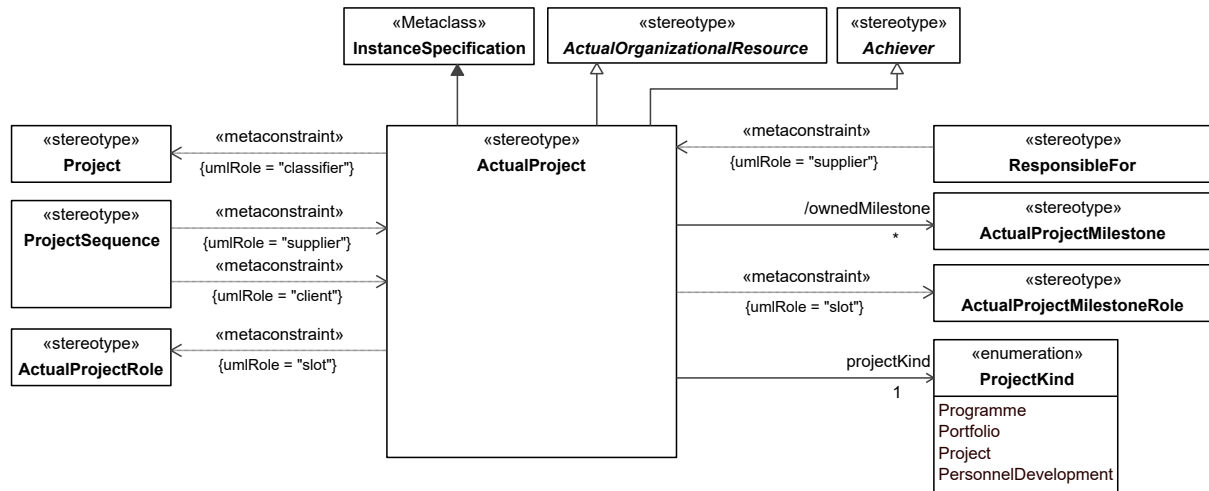 «Metaclass»
InstanceSpecification
«stereotype»
ActualOrganizationalResource
«stereotype»
Achiever
«stereotype»
Project
«metaconstraint»
{umlRole = "classifier"}
«stereotype»
ActualProject
«metaconstraint»
{umlRole = "supplier"}
«stereotype»
ResponsibleFor
«stereotype»
ProjectSequence
«metaconstraint»
{umlRole = "supplier"}
«metaconstraint»
{umlRole = "client"}
/ownedMilestone
*
«stereotype»
ActualProjectMilestone
«metaconstraint»
{umlRole = "slot"}
«stereotype»
ActualProjectMilestoneRole
«stereotype»
ActualProjectRole
«metaconstraint»
{umlRole = "slot"}
projectKind
1
«enumeration»
ProjectKind
Programme
Portfolio
Project
PersonnelDevelopment